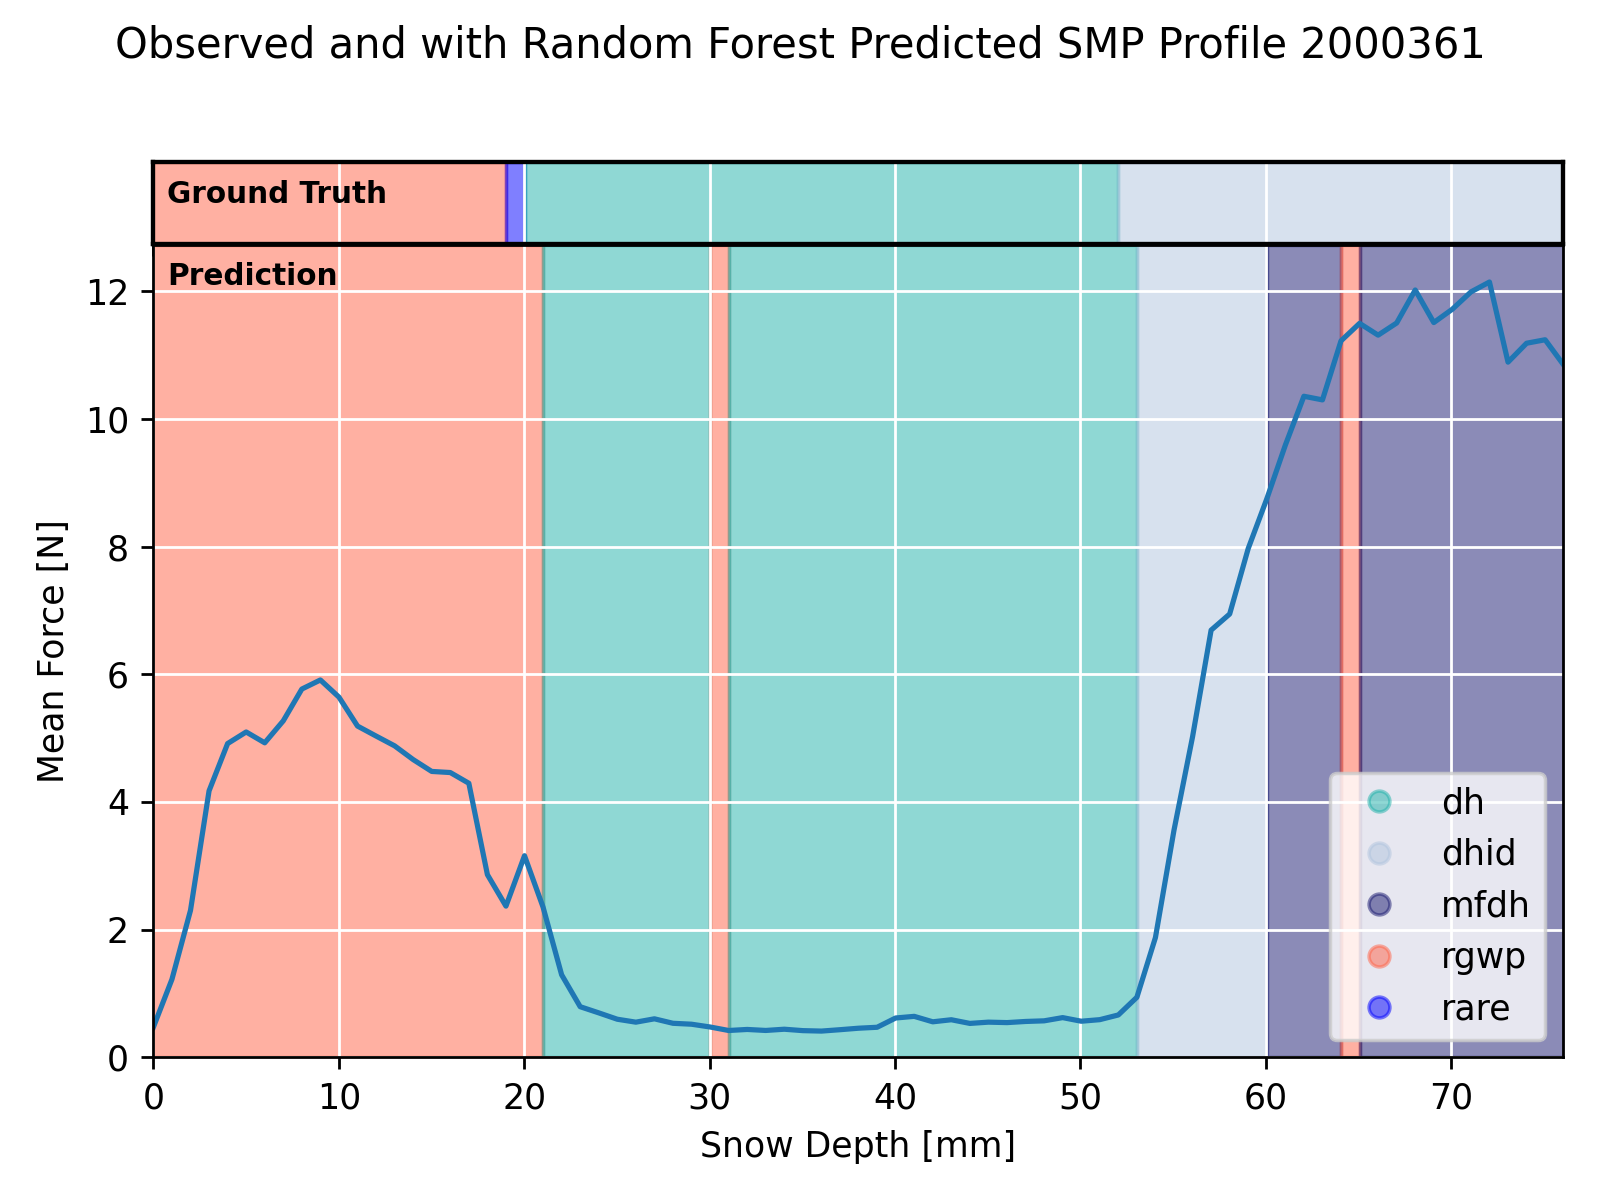 Observed and with Random Forest Predicted SMP Profile 2000361
Ground Truth
Prediction
12
10
8
6
4
2
0
Mean Force [N]
dh
dhid
mfdh
rgwp
rare
0 10 20 30 40 50 60 70
Snow Depth [mm]